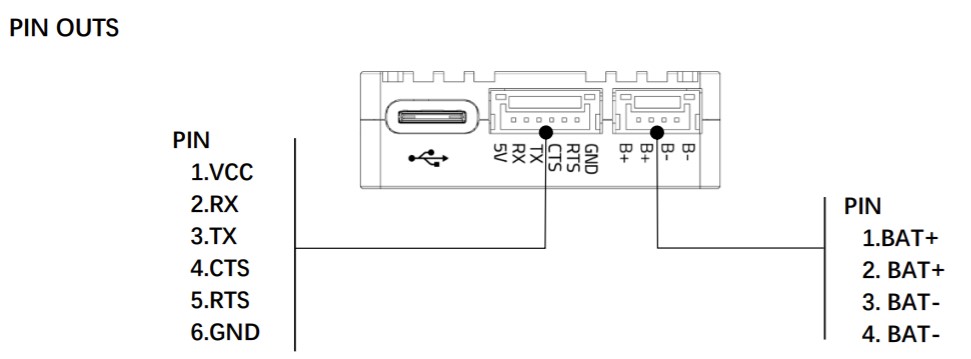 PIN OUTS
5V
RX
TX
CTS
RTS
GND
B+
B+
B-
B-
PIN
1.VCC
2.RX
3.TX
4.CTS
5.RTS
6.GND
PIN
1.BAT+
2. BAT+
3. BAT-
4. BAT-